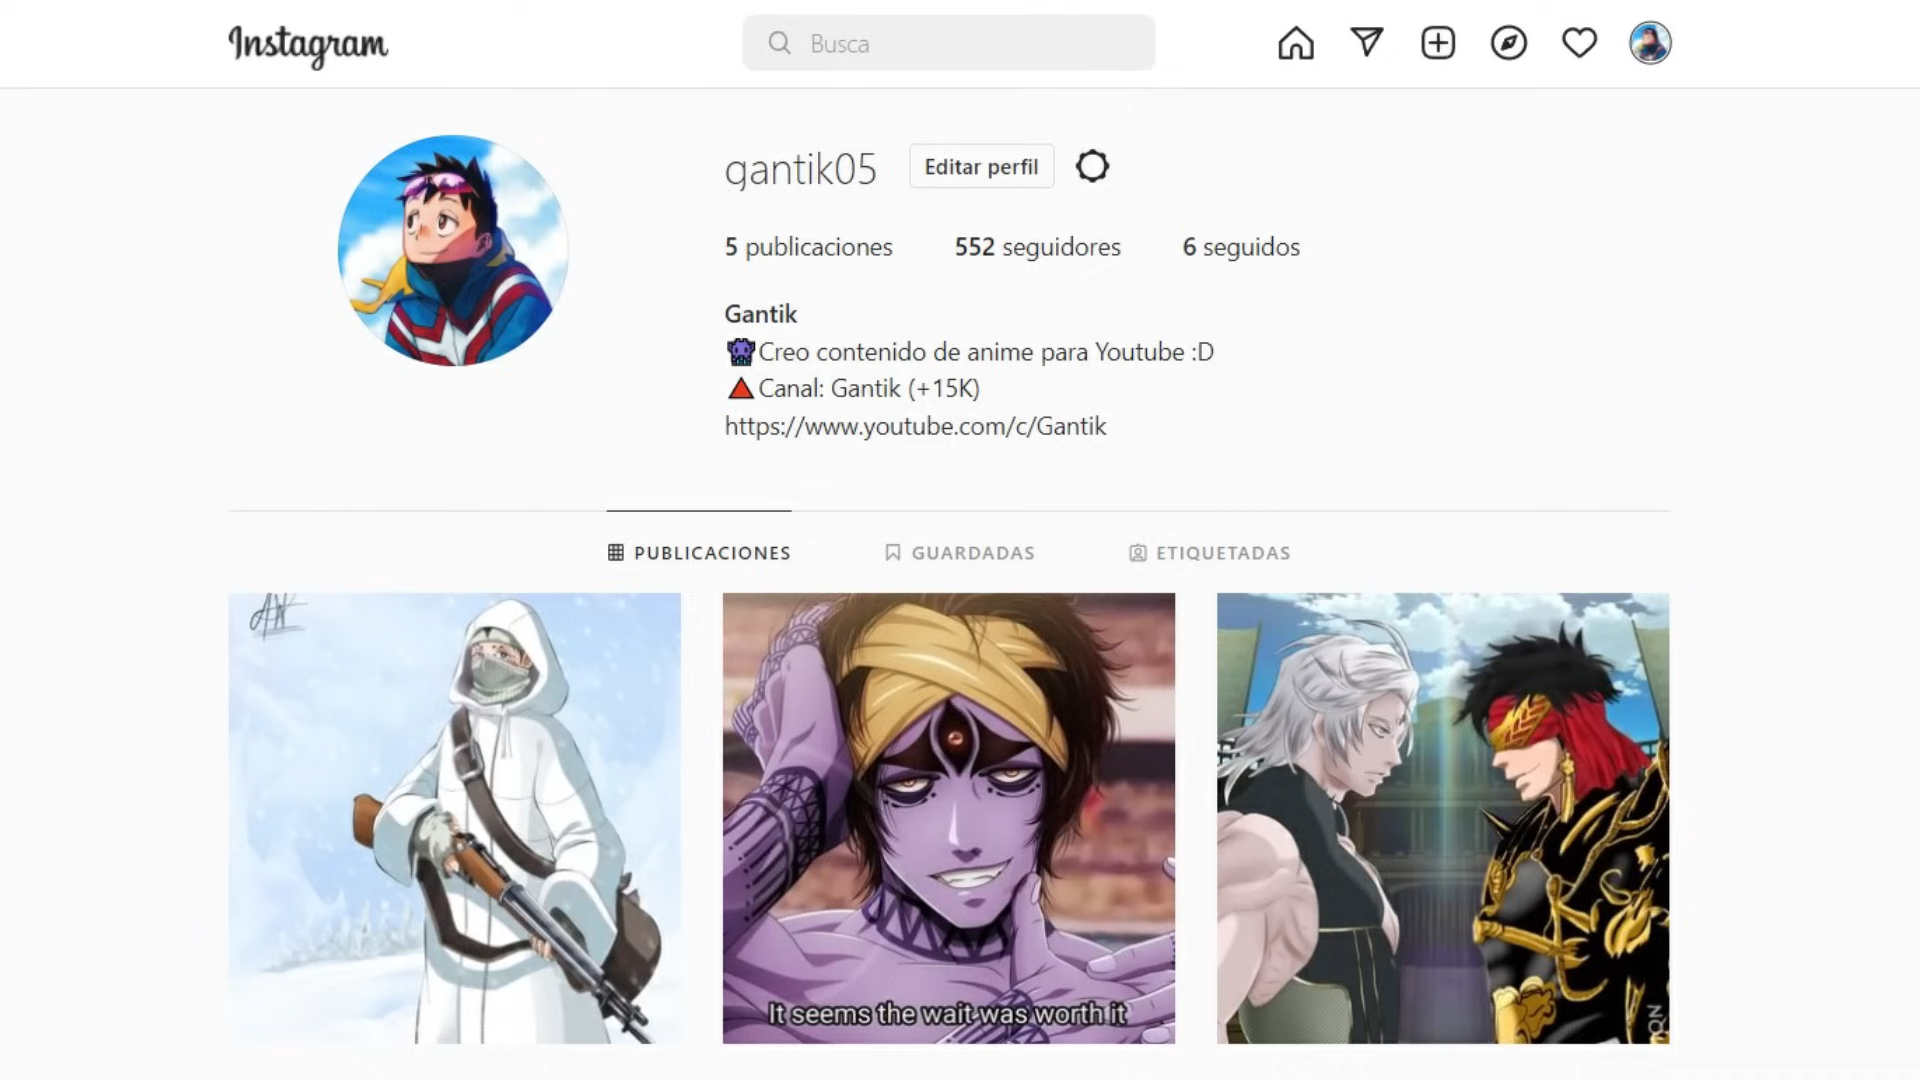 Instagram
Busca
gantik05
Editar perfil
5 publicaciones 552 seguidores 6 seguidos
Gantik
👾Creo contenido de anime para Youtube :D
🔺Canal: Gantik (+15K)
https://www.youtube.com/c/Gantik
PUBLICACIONES GUARDADAS ETIQUETADAS
It seems the wait was worth it